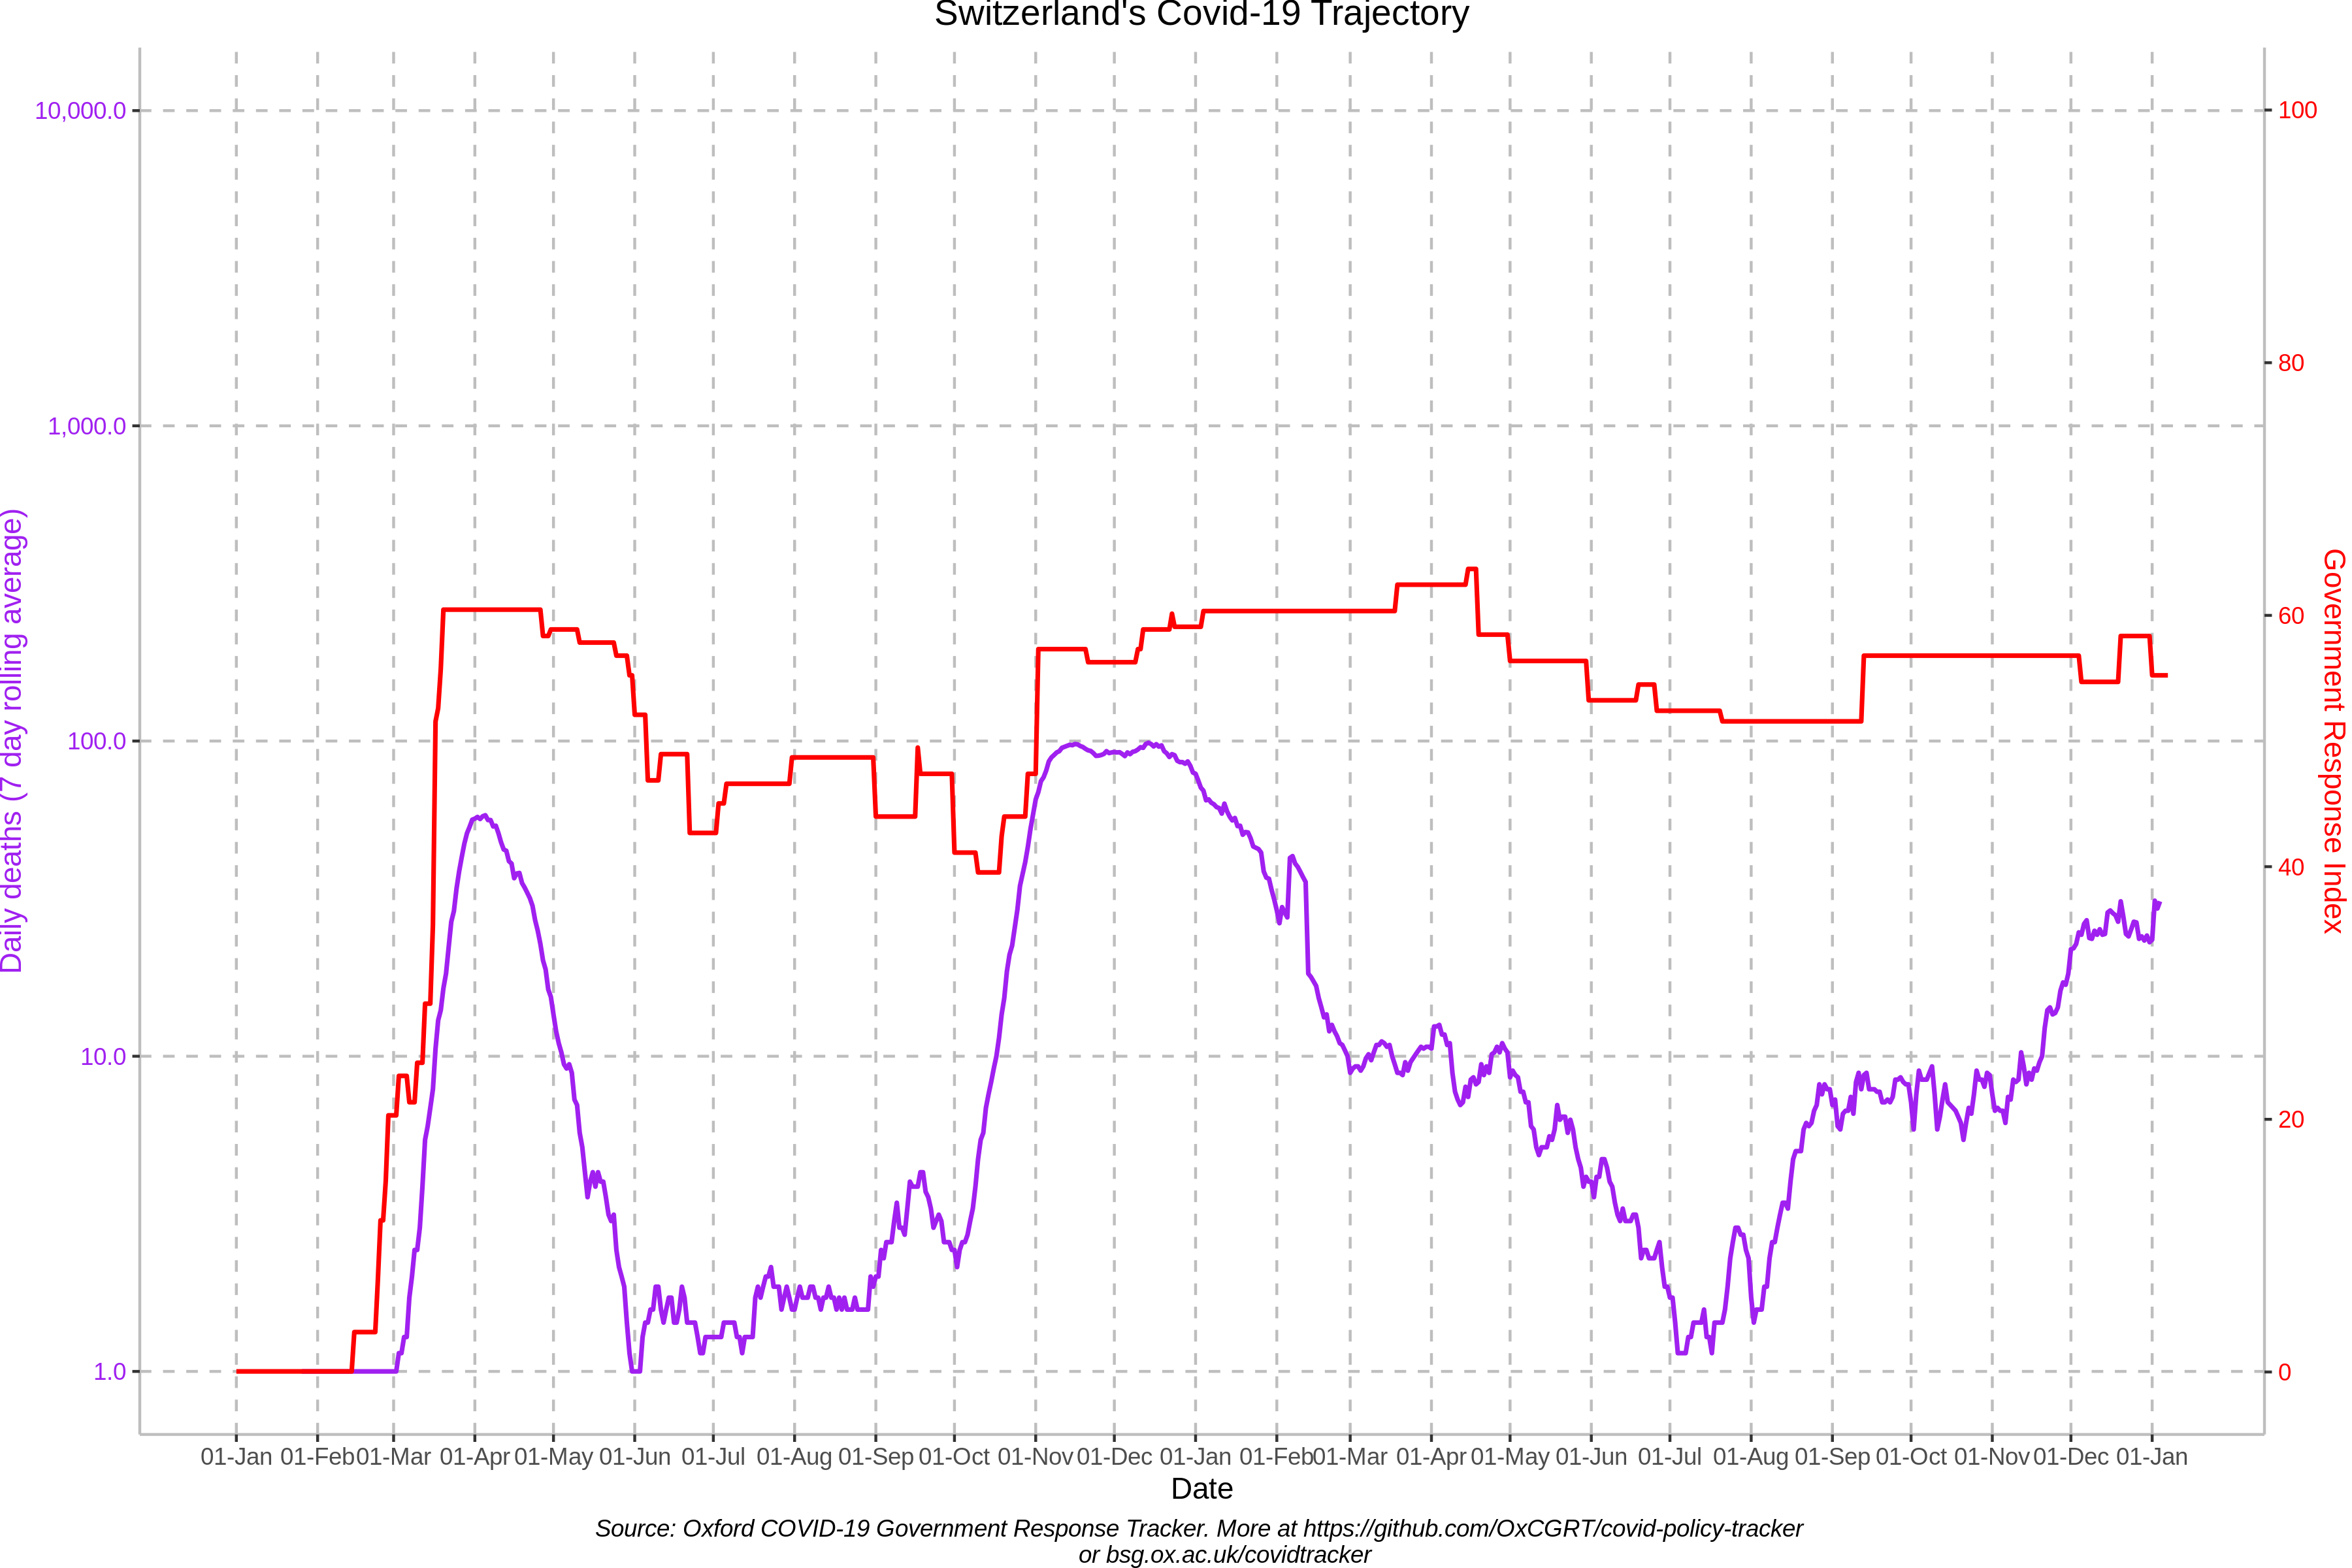 Switzerland's Covid-19 Trajectory
10,000.0
1,000.0
100.0
10.0
1.0
Daily deaths (7 day rolling average)
100
80
60
40
20
0
Government Response Index
01-Jan 01-Feb 01-Mar 01-Apr 01-May 01-Jun 01-Jul 01-Aug 01-Sep 01-Oct 01-Nov 01-Dec 01-Jan 01-Feb 01-Mar 01-Apr 01-May 01-Jun 01-Jul 01-Aug 01-Sep 01-Oct 01-Nov 01-Dec 01-Jan
Date
Source: Oxford COVID-19 Government Response Tracker. More at https://github.com/OxCGRT/covid-policy-tracker
or bsg.ox.ac.uk/covidtracker